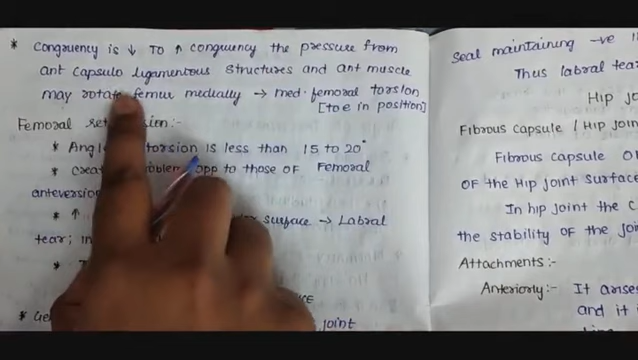 * Congruency is ↓ To ↑ congruency the pressure from
ant capsulo ligamentous structures and ant muscle
may rotate femur medially → med. femoral torsion
[toe in position]
Femoral
* torsion is less than 15 to 20°
* opp to those of Femoral
anteversion
* ↑ surface → Labral
tear;
*
joint
Seal maintaining -ve
Thus labral tear
Hip jo
Fibrous capsule / Hip join
Fibrous capsule of
of the Hip joint surface
In hip joint the c
the stability of the joi
Attachments :-
Anteriorly :- It arises
and it i